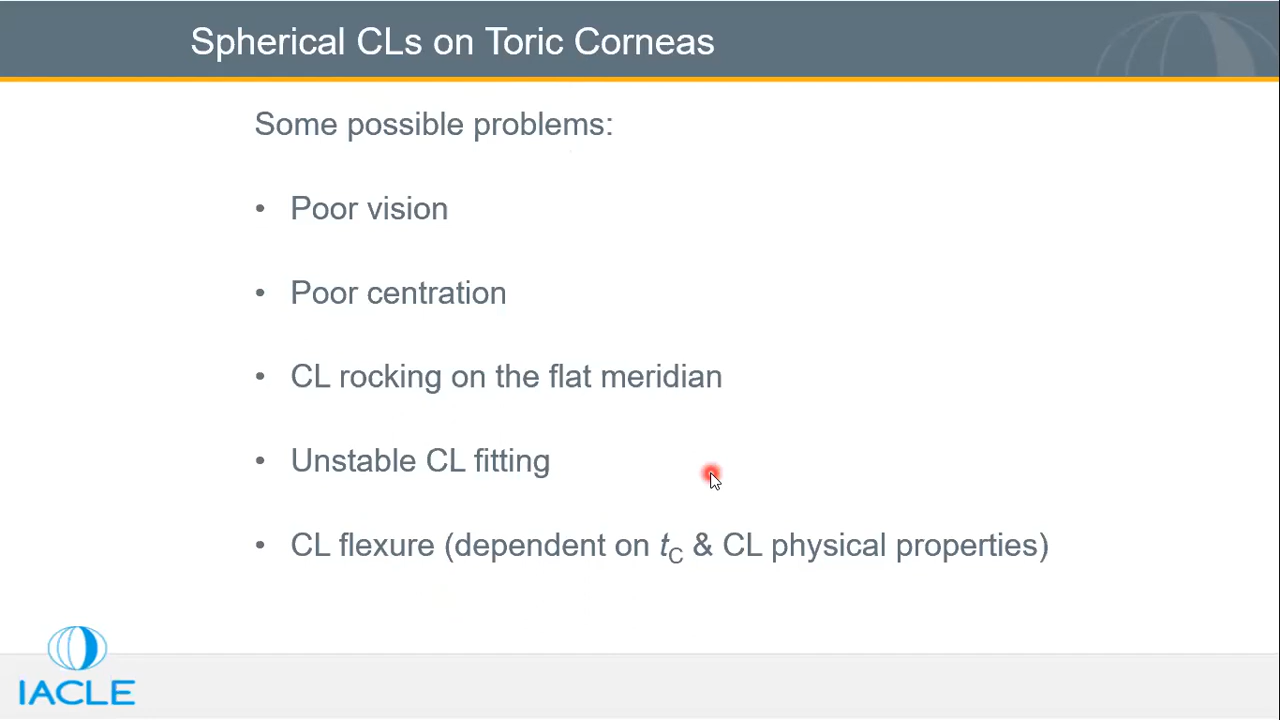 Spherical CLs on Toric Corneas
Some possible problems:
• Poor vision
• Poor centration
• CL rocking on the flat meridian
• Unstable CL fitting
• CL flexure (dependent on tC & CL physical properties)
IACLE